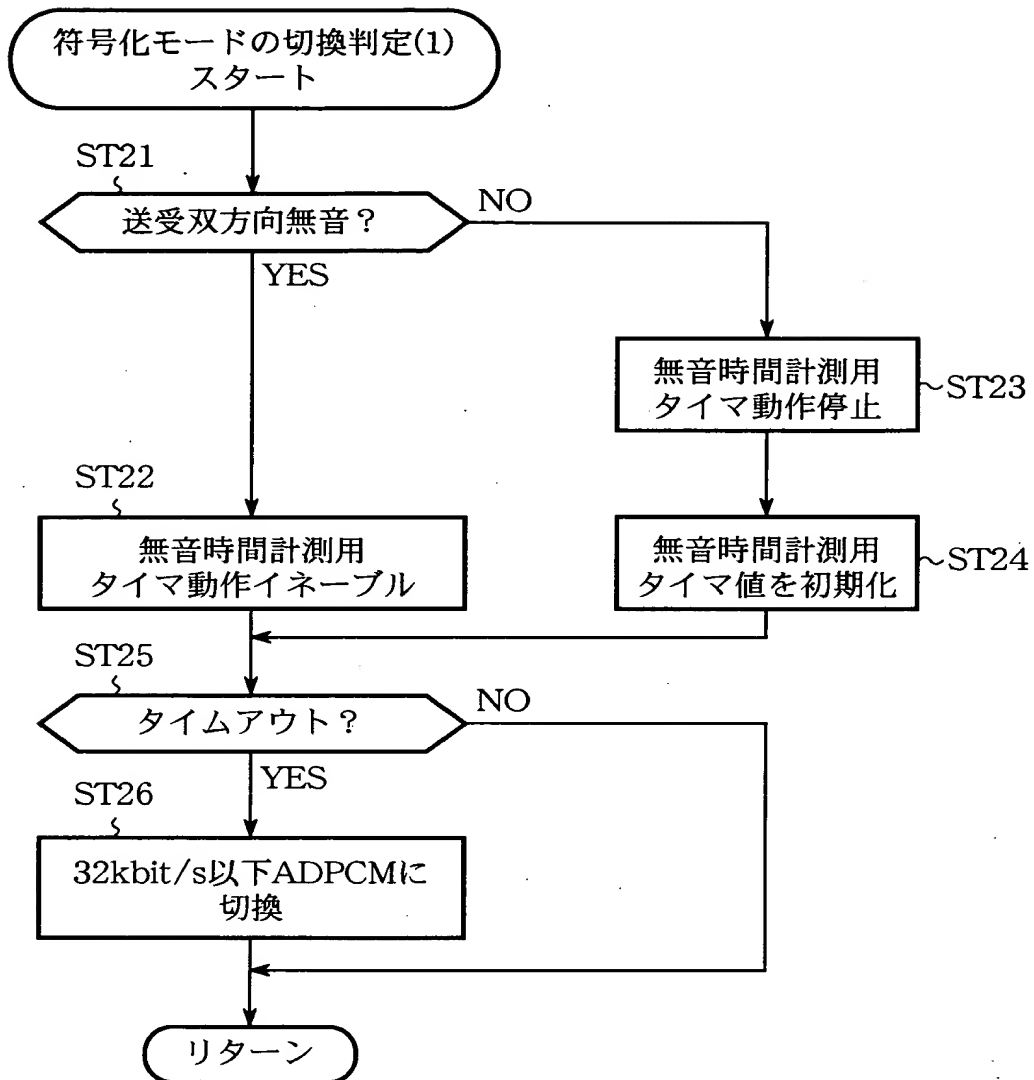 符号化モードの切換判定(1)
スタート
ST21
送受双方向無音？
NO
YES
無音時間計測用
タイマ動作停止
ST23
ST22
無音時間計測用
タイマ動作イネーブル
無音時間計測用
タイマ値を初期化
ST24
ST25
タイムアウト？
NO
YES
ST26
32kbit/s以下ADPCMに
切換
リターン